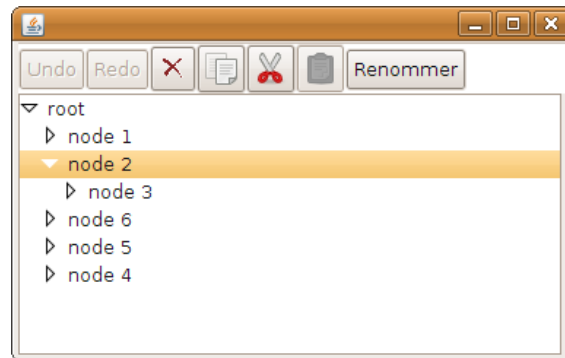 Undo Redo Renommer
root
node 1
node 2
node 3
node 6
node 5
node 4